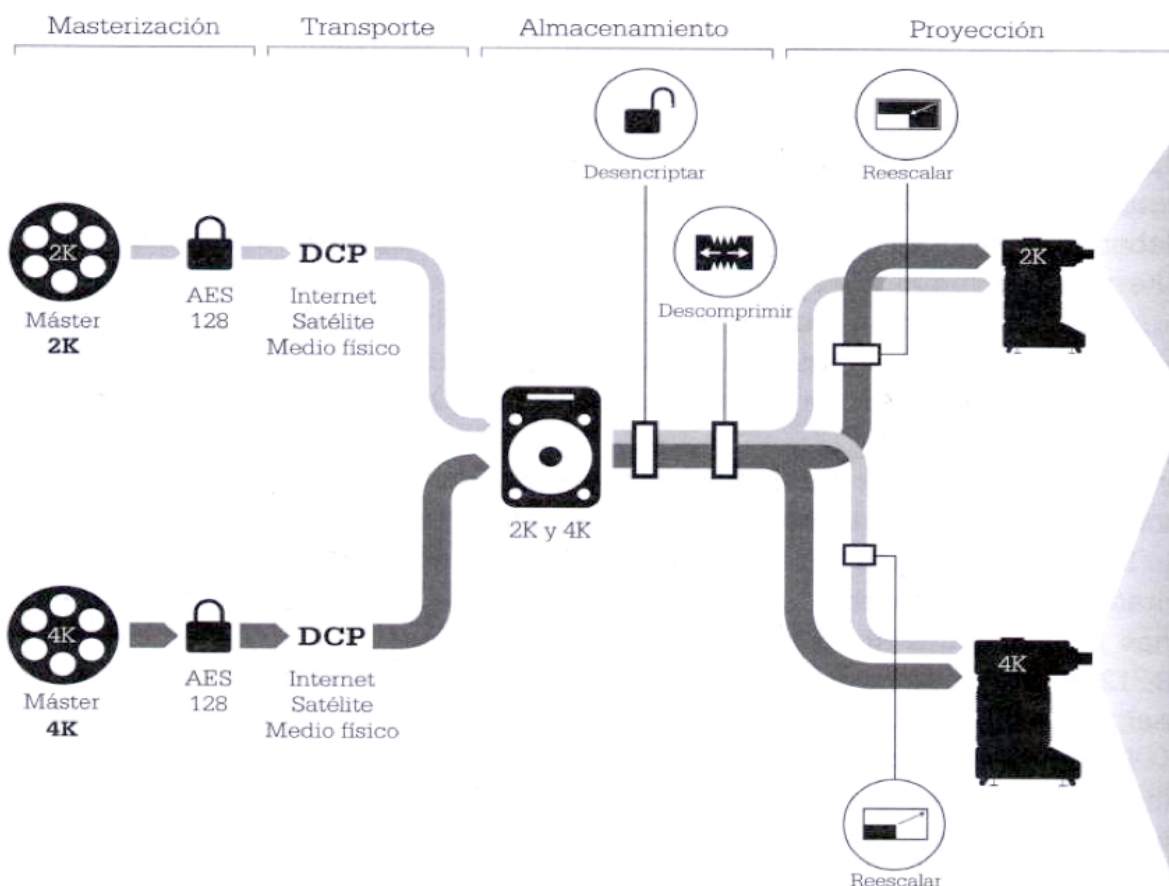 Masterización
Transporte
Almacenamiento
Proyección
Desencriptar
Reescalar
2K
DCP
2K
AES
128
Internet
Satélite
Medio físico
Máster
2K
Descomprimir
2K y 4K
4K
DCP
4K
AES
128
Internet
Satélite
Medio físico
Máster
4K
Reescalar